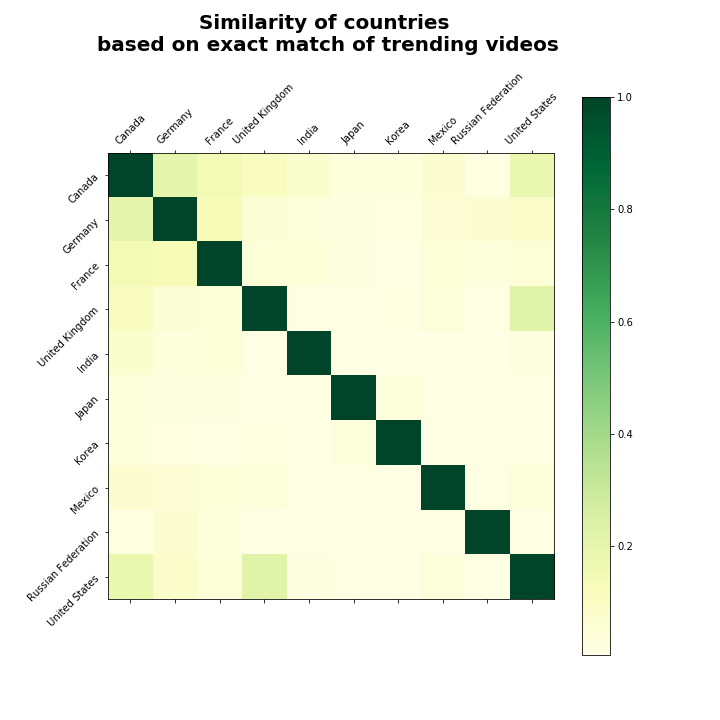 Similarity of countries
based on exact match of trending videos
Canada
Germany
France
United Kingdom
India
Japan
Korea
Mexico
Russian Federation
United States
Canada
Germany
France
United Kingdom
India
Japan
Korea
Mexico
Russian Federation
United States
1.0
0.8
0.6
0.4
0.2